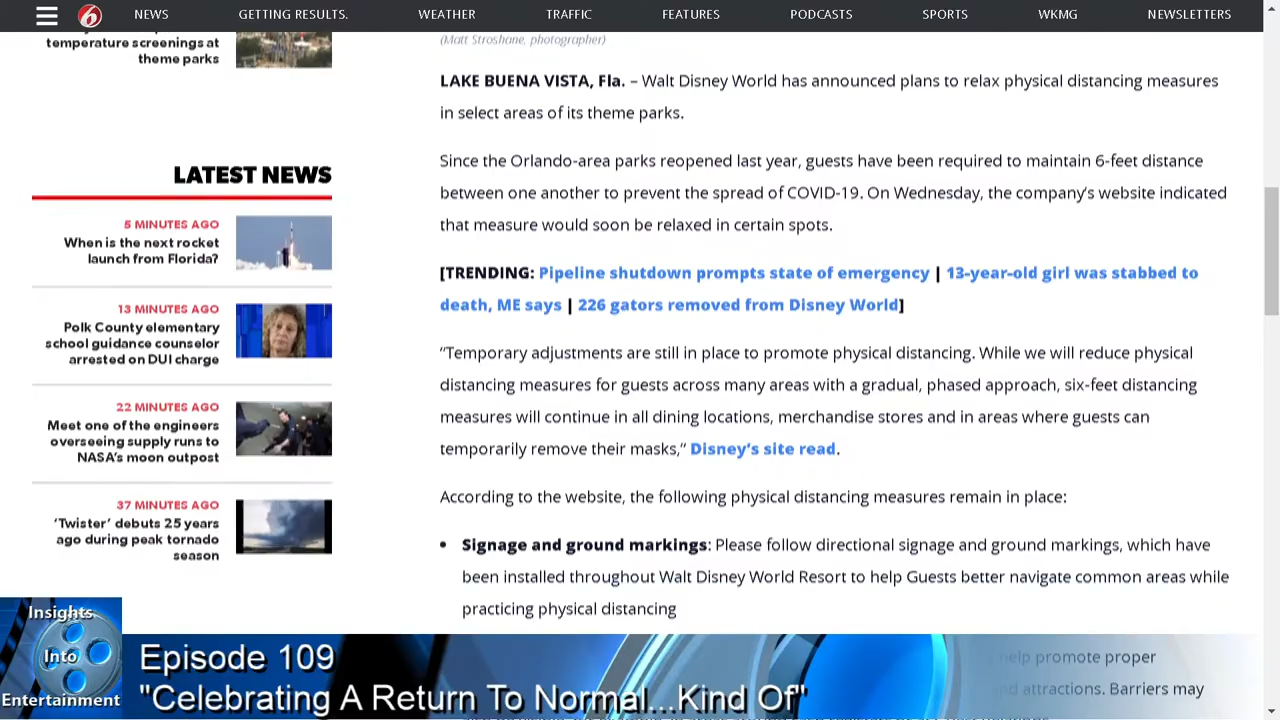 NEWS GETTING RESULTS. WEATHER TRAFFIC FEATURES PODCASTS SPORTS WKMG NEWSLETTERS
6
temperature screenings at
theme parks
LATEST NEWS
5 MINUTES AGO
When is the next rocket
launch from Florida?
13 MINUTES AGO
Polk County elementary
school guidance counselor
arrested on DUI charge
22 MINUTES AGO
Meet one of the engineers
overseeing supply runs to
NASA's moon outpost
37 MINUTES AGO
‘Twister’ debuts 25 years
ago during peak tornado
season
(Matt Stroshane, photographer)
LAKE BUENA VISTA, Fla. – Walt Disney World has announced plans to relax physical distancing measures
in select areas of its theme parks.
Since the Orlando-area parks reopened last year, guests have been required to maintain 6-feet distance
between one another to prevent the spread of COVID-19. On Wednesday, the company's website indicated
that measure would soon be relaxed in certain spots.
[TRENDING: Pipeline shutdown prompts state of emergency | 13-year-old girl was stabbed to
death, ME says | 226 gators removed from Disney World]
“Temporary adjustments are still in place to promote physical distancing. While we will reduce physical
distancing measures for guests across many areas with a gradual, phased approach, six-feet distancing
measures will continue in all dining locations, merchandise stores and in areas where guests can
temporarily remove their masks,” Disney's site read.
According to the website, the following physical distancing measures remain in place:
• Signage and ground markings: Please follow directional signage and ground markings, which have
been installed throughout Walt Disney World Resort to help Guests better navigate common areas while
practicing physical distancing
help promote proper
attractions. Barriers may
Insights
Into
Entertainment
Episode 109
"Celebrating A Return To Normal...Kind Of"